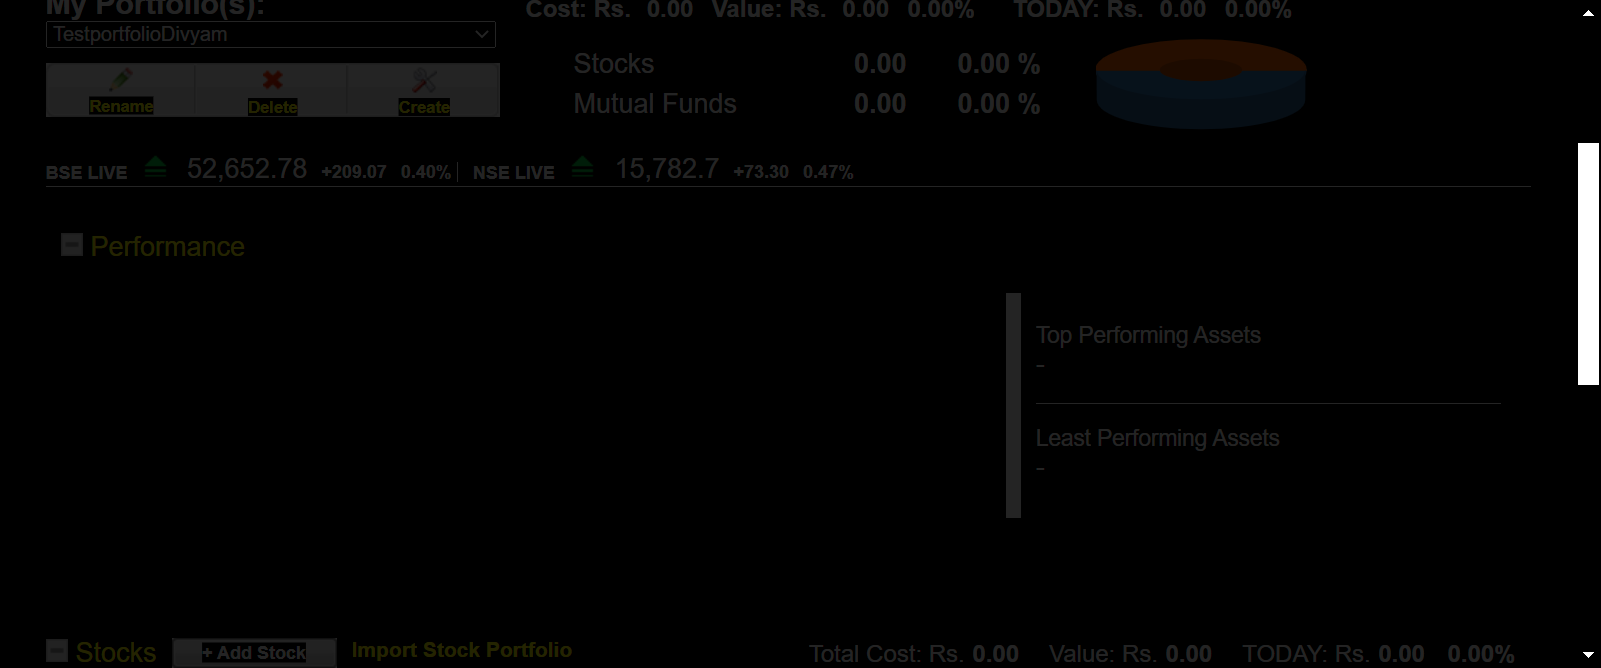 My Portfolio(s):
Cost: Rs. 0.00 Value: Rs. 0.00 0.00% TODAY: Rs. 0.00 0.00%
TestportfolioDivyam
Stocks 0.00 0.00 %
Rename Delete Create
Mutual Funds 0.00 0.00 %
BSE LIVE 52,652.78 +209.07 0.40% NSE LIVE 15,782.7 +73.30 0.47%
Performance
Top Performing Assets
-
Least Performing Assets
-
Stocks + Add Stock Import Stock Portfolio Total Cost: Rs. 0.00 Value: Rs. 0.00 TODAY: Rs. 0.00 0.00%